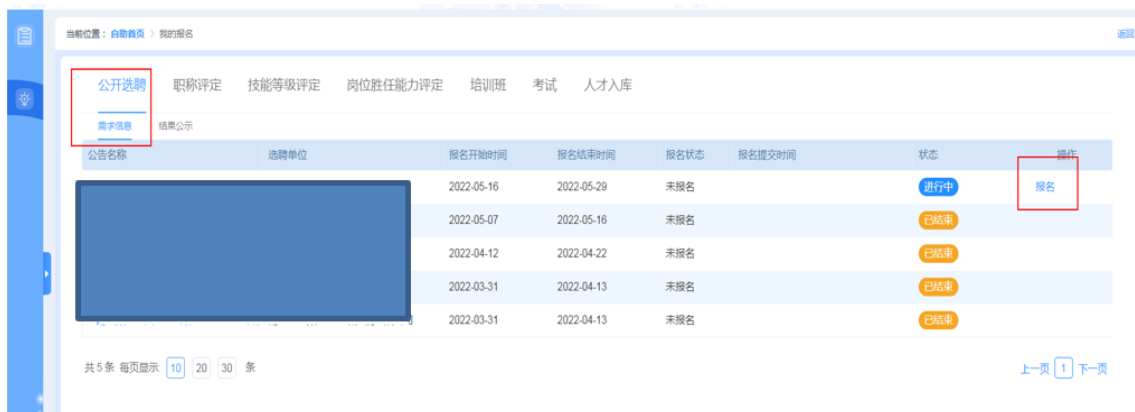 当前位置： 自助首页 > 我的报名
返回
公开选聘 职称评定 技能等级评定 岗位胜任能力评定 培训班 考试 人才入库
需求信息 结果公示
公告名称 选聘单位 报名开始时间 报名结束时间 报名状态 报名提交时间 状态 操作
2022-05-16 2022-05-29 未报名 进行中 报名
2022-05-07 2022-05-16 未报名 已结束
2022-04-12 2022-04-22 未报名 已结束
2022-03-31 2022-04-13 未报名 已结束
2022-03-31 2022-04-13 未报名 已结束
共 5 条 每页显示: 10 20 30 条
上一页 1 下一页